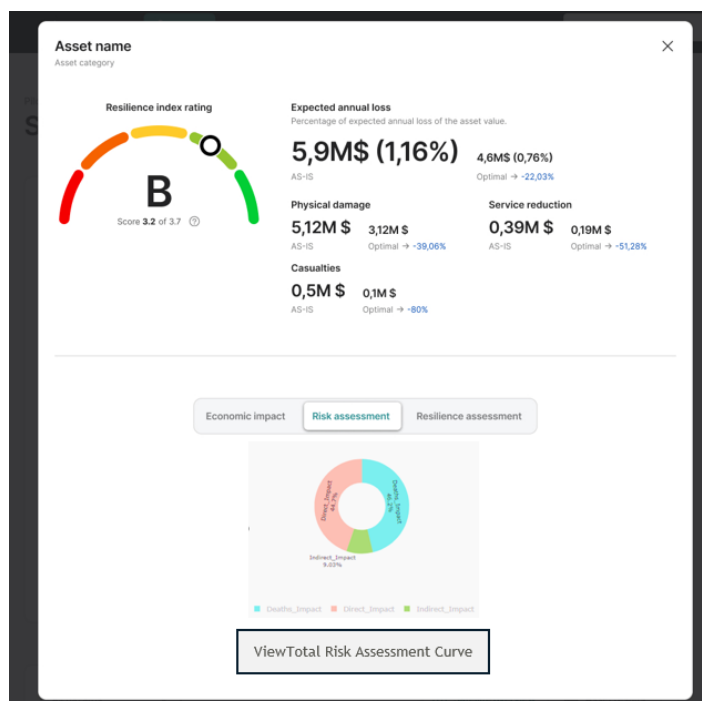 Asset name
Asset category
Resilience index rating
B
Score 3.2 of 3.7
Expected annual loss
Percentage of expected annual loss of the asset value.
5,9M$ (1,16%)
4,6M$ (0,76%)
AS-IS
Optimal → -22,03%
Physical damage
Service reduction
5,12M $
3,12M $
0,39M $
0,19M $
AS-IS
Optimal → -39,06%
AS-IS
Optimal → -51,28%
Casualties
0,5M $
0,1M $
AS-IS
Optimal → -80%
Economic impact
Risk assessment
Resilience assessment
Direct_Impact
44.7%
Deaths_Impact
46.2%
Indirect_Impact
9.03%
Deaths_Impact
Direct_Impact
Indirect_Impact
ViewTotal Risk Assessment Curve